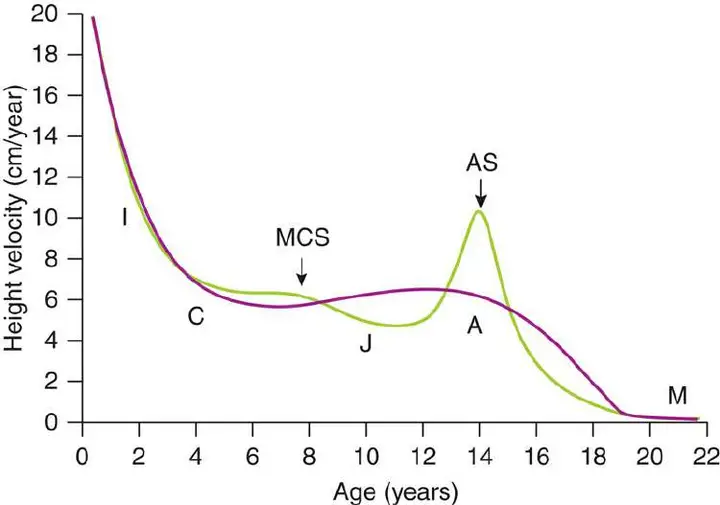 20
18
16
14
12
10
8
6
4
2
0
Height velocity (cm/year)
I
C
MCS
J
AS
A
M
0 2 4 6 8 10 12 14 16 18 20 22
Age (years)